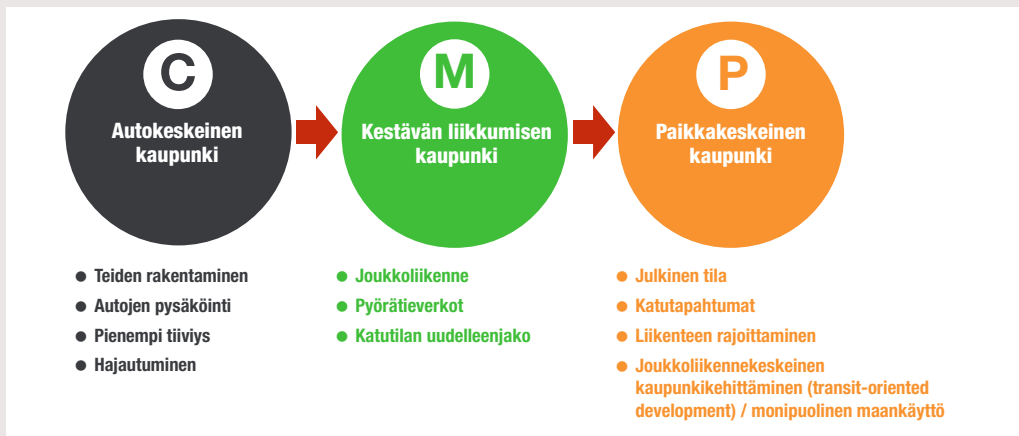 C
Autokeskeinen
kaupunki
M
Kestävän liikkumisen
kaupunki
P
Paikkakeskeinen
kaupunki
● Teiden rakentaminen
● Autojen pysäköinti
● Pienempi tiiviys
● Hajautuminen
● Joukkoliikenne
● Pyörätieverkot
● Katutilan uudelleenjako
● Julkinen tila
● Katutapahtumat
● Liikenteen rajoittaminen
● Joukkoliikennekeskeinen
kaupunkikehittäminen (transit-oriented
development) / monipuolinen maankäyttö